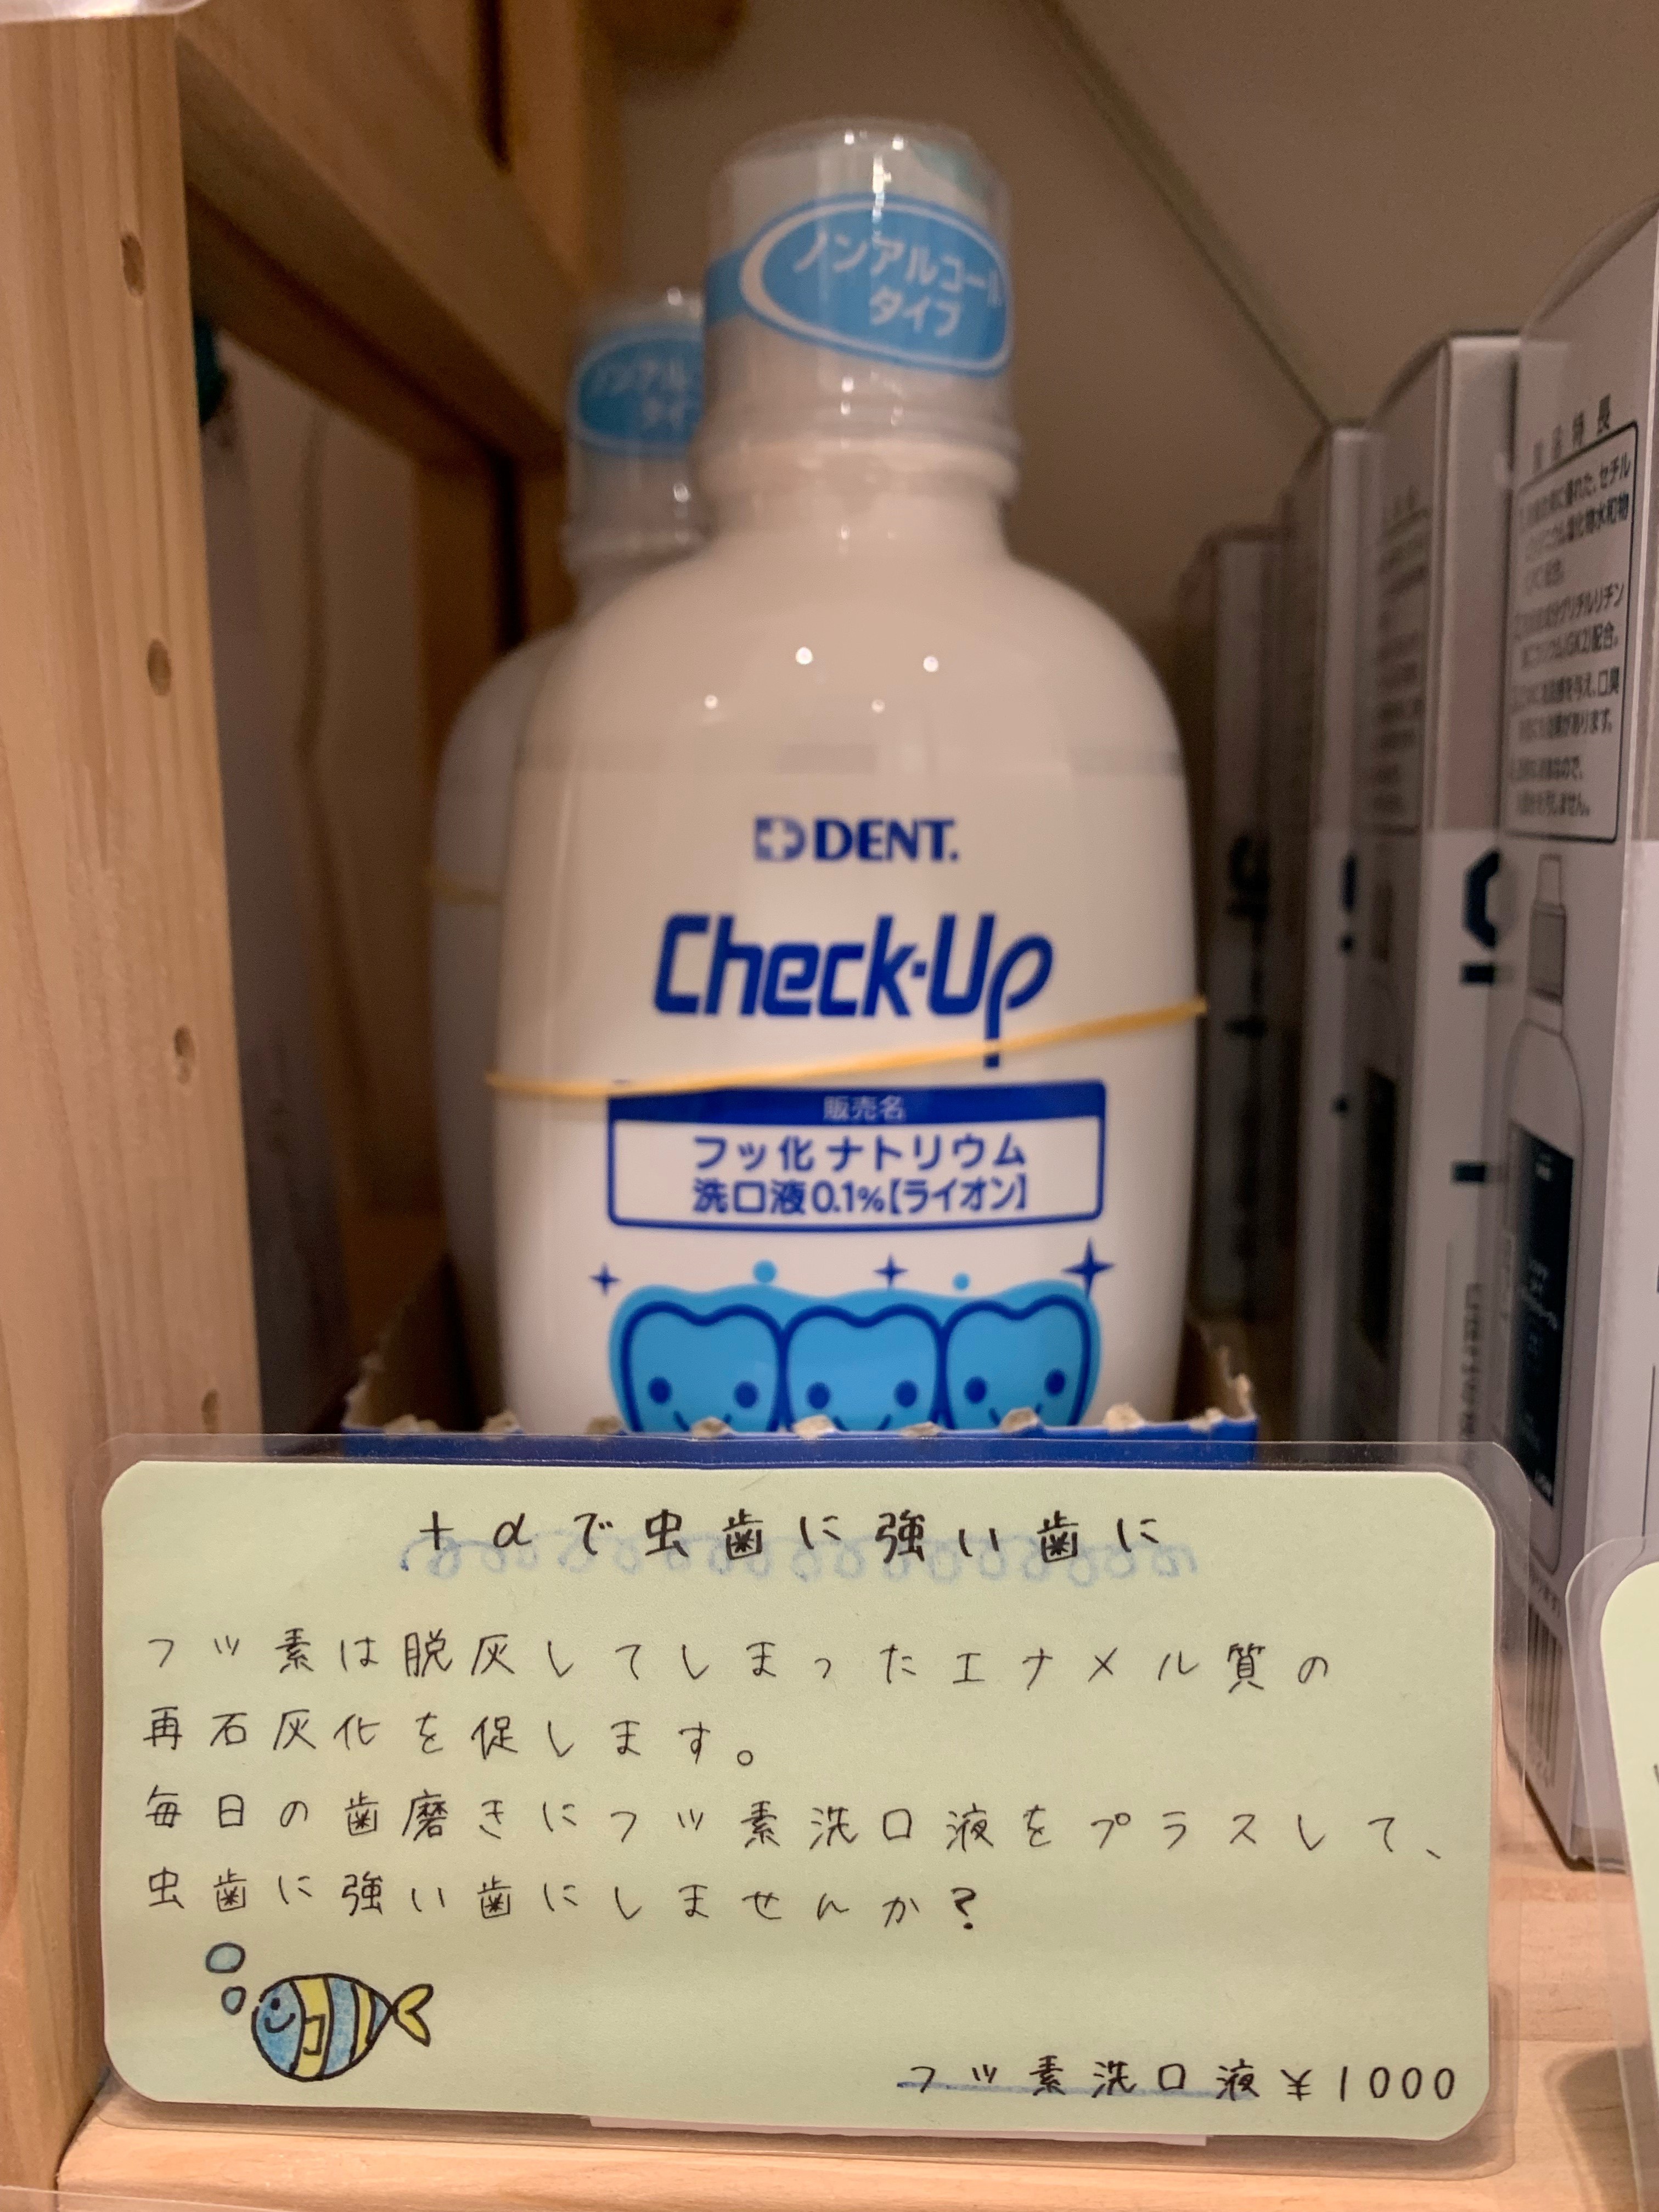 ノンアルコール
タイプ
DENT.
Check-Up
販売名
フッ化ナトリウム
洗口液0.1%【ライオン】
+αで虫歯に強い歯に
フッ素は脱灰してしまったエナメル質の
再石灰化を促します。
毎日の歯磨きにフッ素洗口液をプラスして、
虫歯に強い歯にしませんか?
フッ素洗口液¥1000